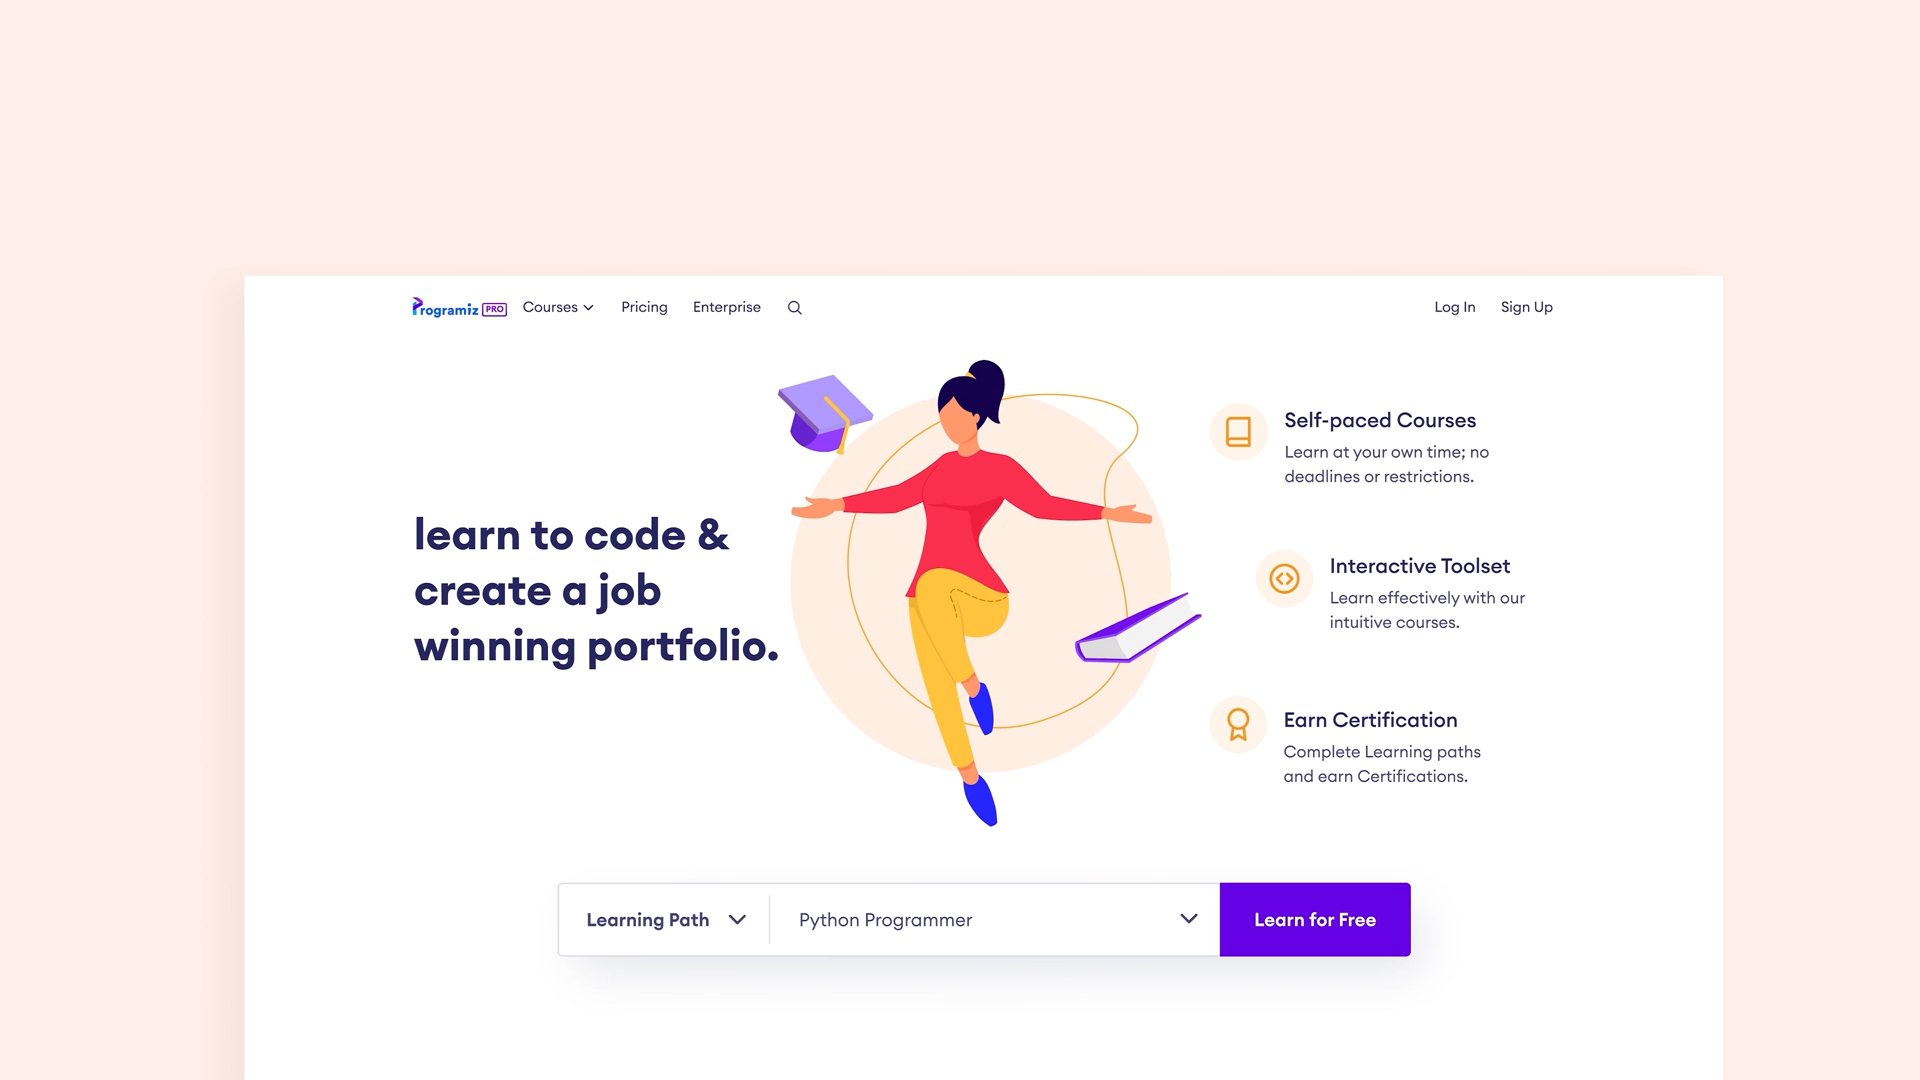 Programiz PRO Courses Pricing Enterprise Log In Sign Up
learn to code &
create a job
winning portfolio.
Self-paced Courses
Learn at your own time; no
deadlines or restrictions.
Interactive Toolset
Learn effectively with our
intuitive courses.
Earn Certification
Complete Learning paths
and earn Certifications.
Learning Path Python Programmer Learn for Free